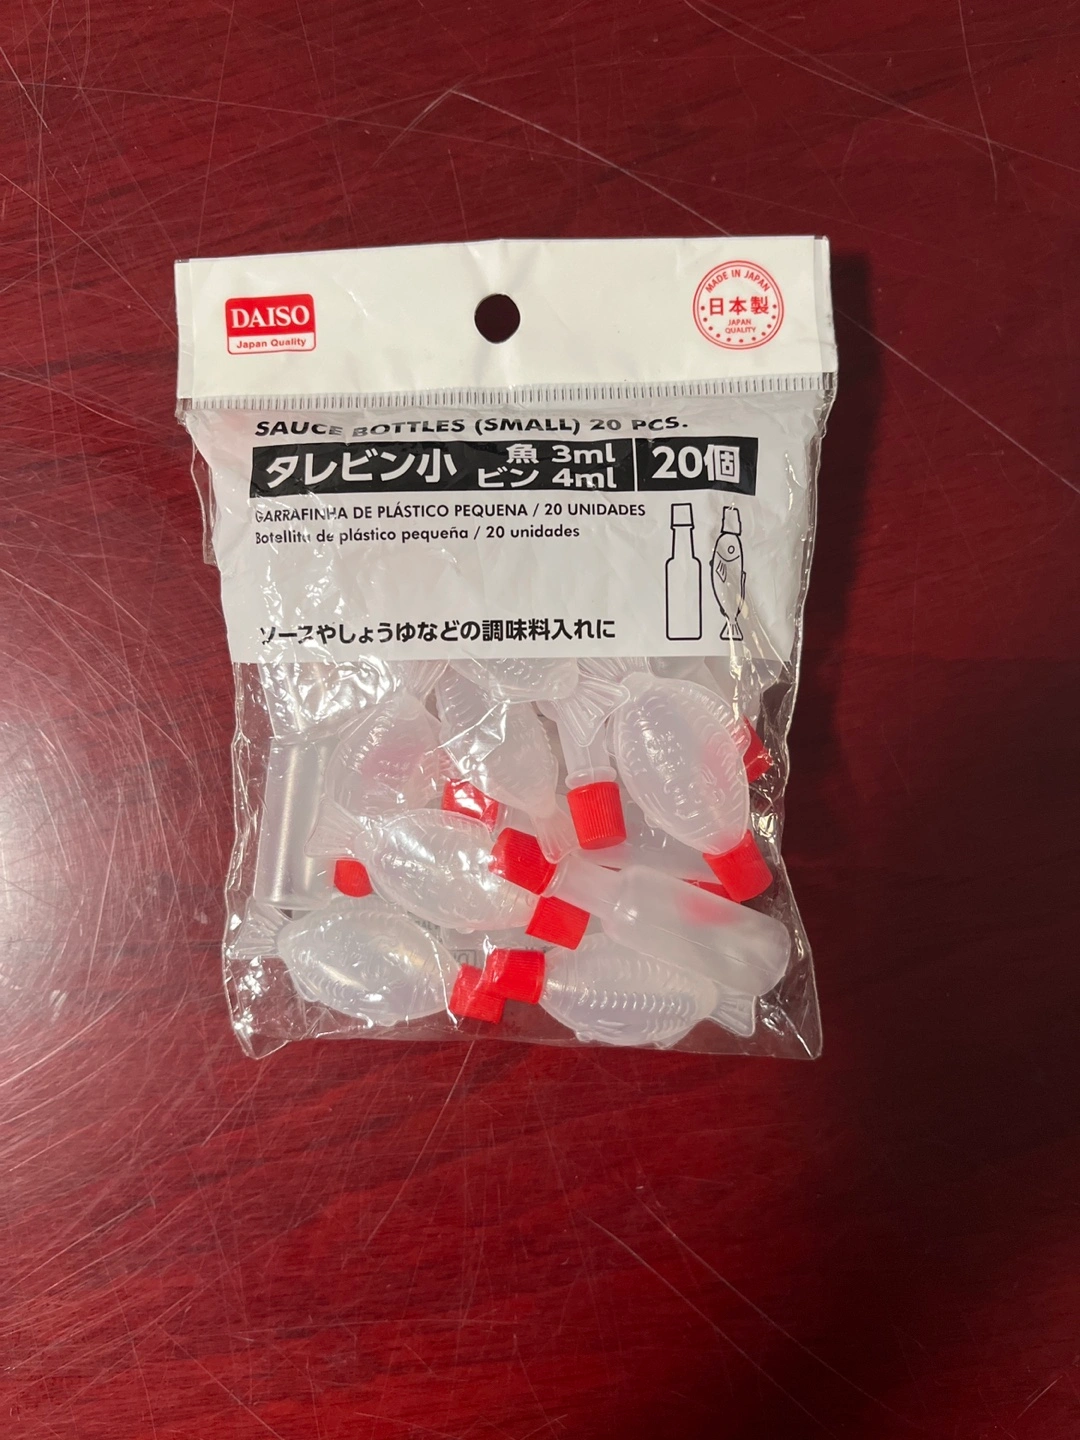 DAISO
Japan Quality
MADE IN JAPAN
日本製
JAPAN
QUALITY
SAUCE BOTTLES (SMALL) 20 PCS.
タレビン小 魚 3ml ビン 4ml 20個
GARRAFINHA DE PLÁSTICO PEQUENA / 20 UNIDADES
Botellita de plástico pequeña / 20 unidades
ソースやしょうゆなどの調味料入れに